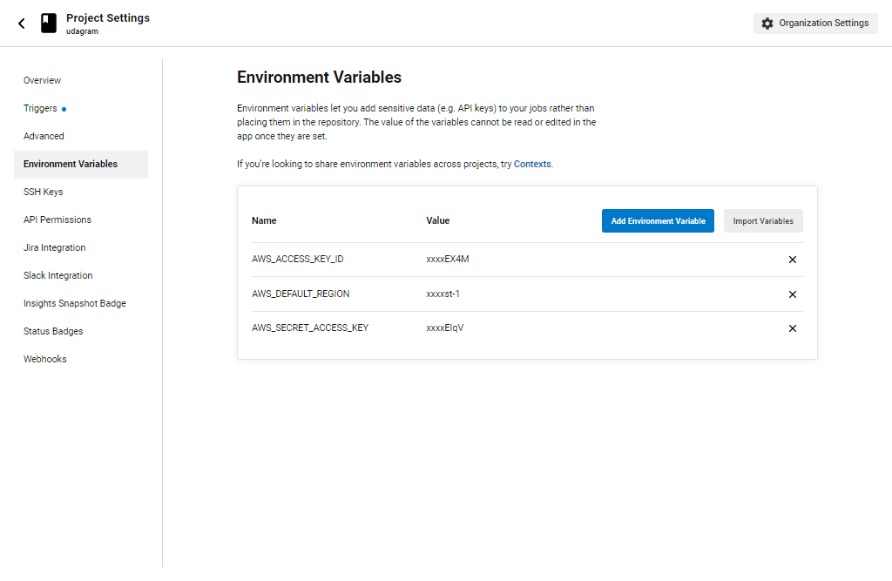 Project Settings
udagram
Organization Settings
Overview
Triggers
Advanced
Environment Variables
SSH Keys
API Permissions
Jira Integration
Slack Integration
Insights Snapshot Badge
Status Badges
Webhooks
Environment Variables
Environment variables let you add sensitive data (e.g. API keys) to your jobs rather than
placing them in the repository. The value of the variables cannot be read or edited in the
app once they are set.
If you're looking to share environment variables across projects, try Contexts.
Name Value Add Environment Variable Import Variables
AWS_ACCESS_KEY_ID xxxxEX4M
AWS_DEFAULT_REGION xxxxst-1
AWS_SECRET_ACCESS_KEY xxxxElqV